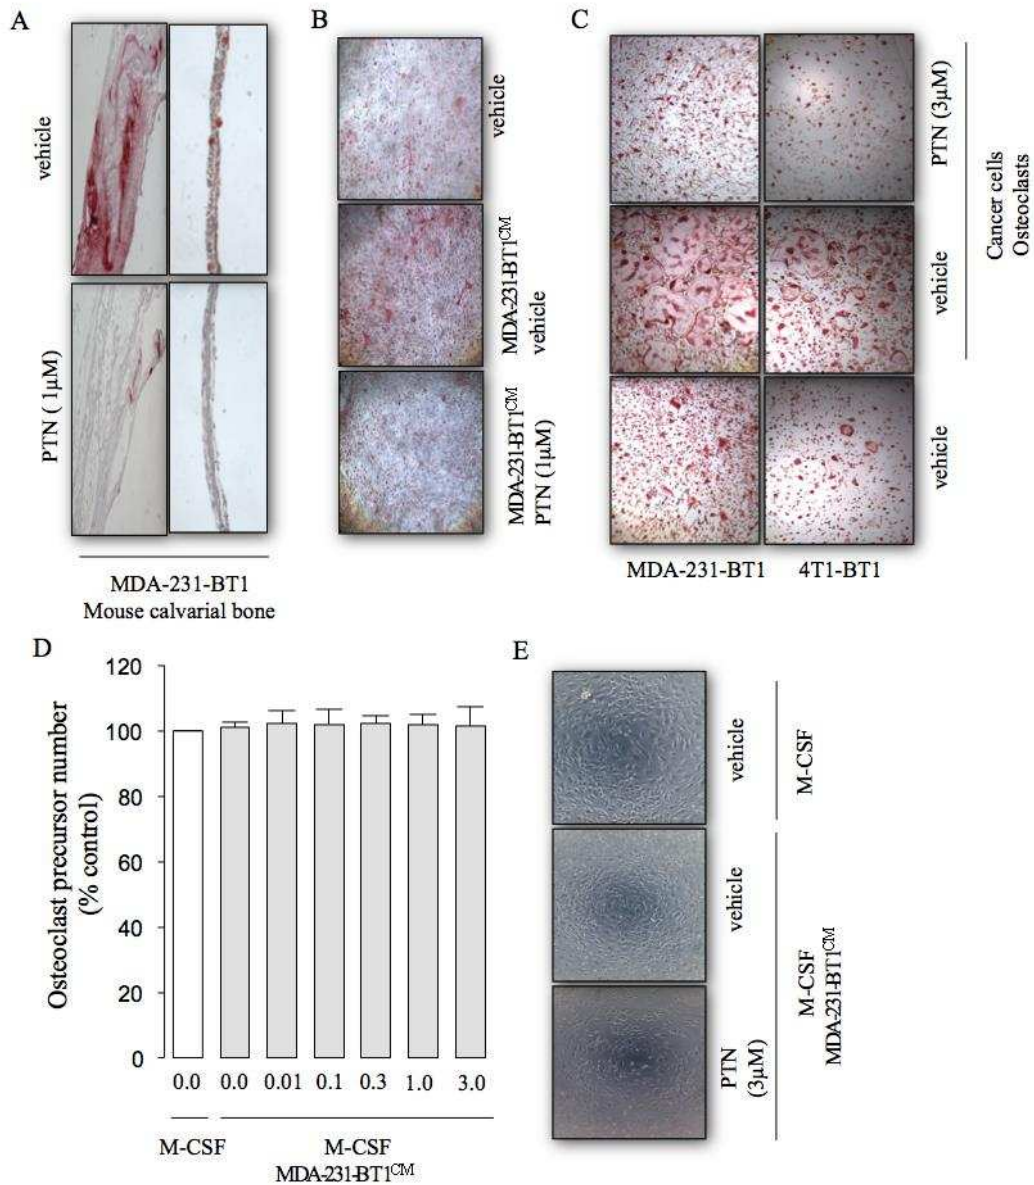 A
vehicle
PTN ( 1µM)
MDA-231-BT1
Mouse calvarial bone
B
vehicle
MDA-231-BT1CM
vehicle
MDA-231-BT1CM
PTN (1µM)
C
PTN (3µM)
vehicle
Cancer cells
Osteoclasts
vehicle
MDA-231-BT1
4T1-BT1
D
Osteoclast precursor number
(% control)
120
100
80
60
40
20
0
0.0 0.0 0.01 0.1 0.3 1.0 3.0
M-CSF
M-CSF
MDA-231-BT1CM
E
vehicle
M-CSF
vehicle
PTN
(3µM)
M-CSF
MDA-231-BT1CM